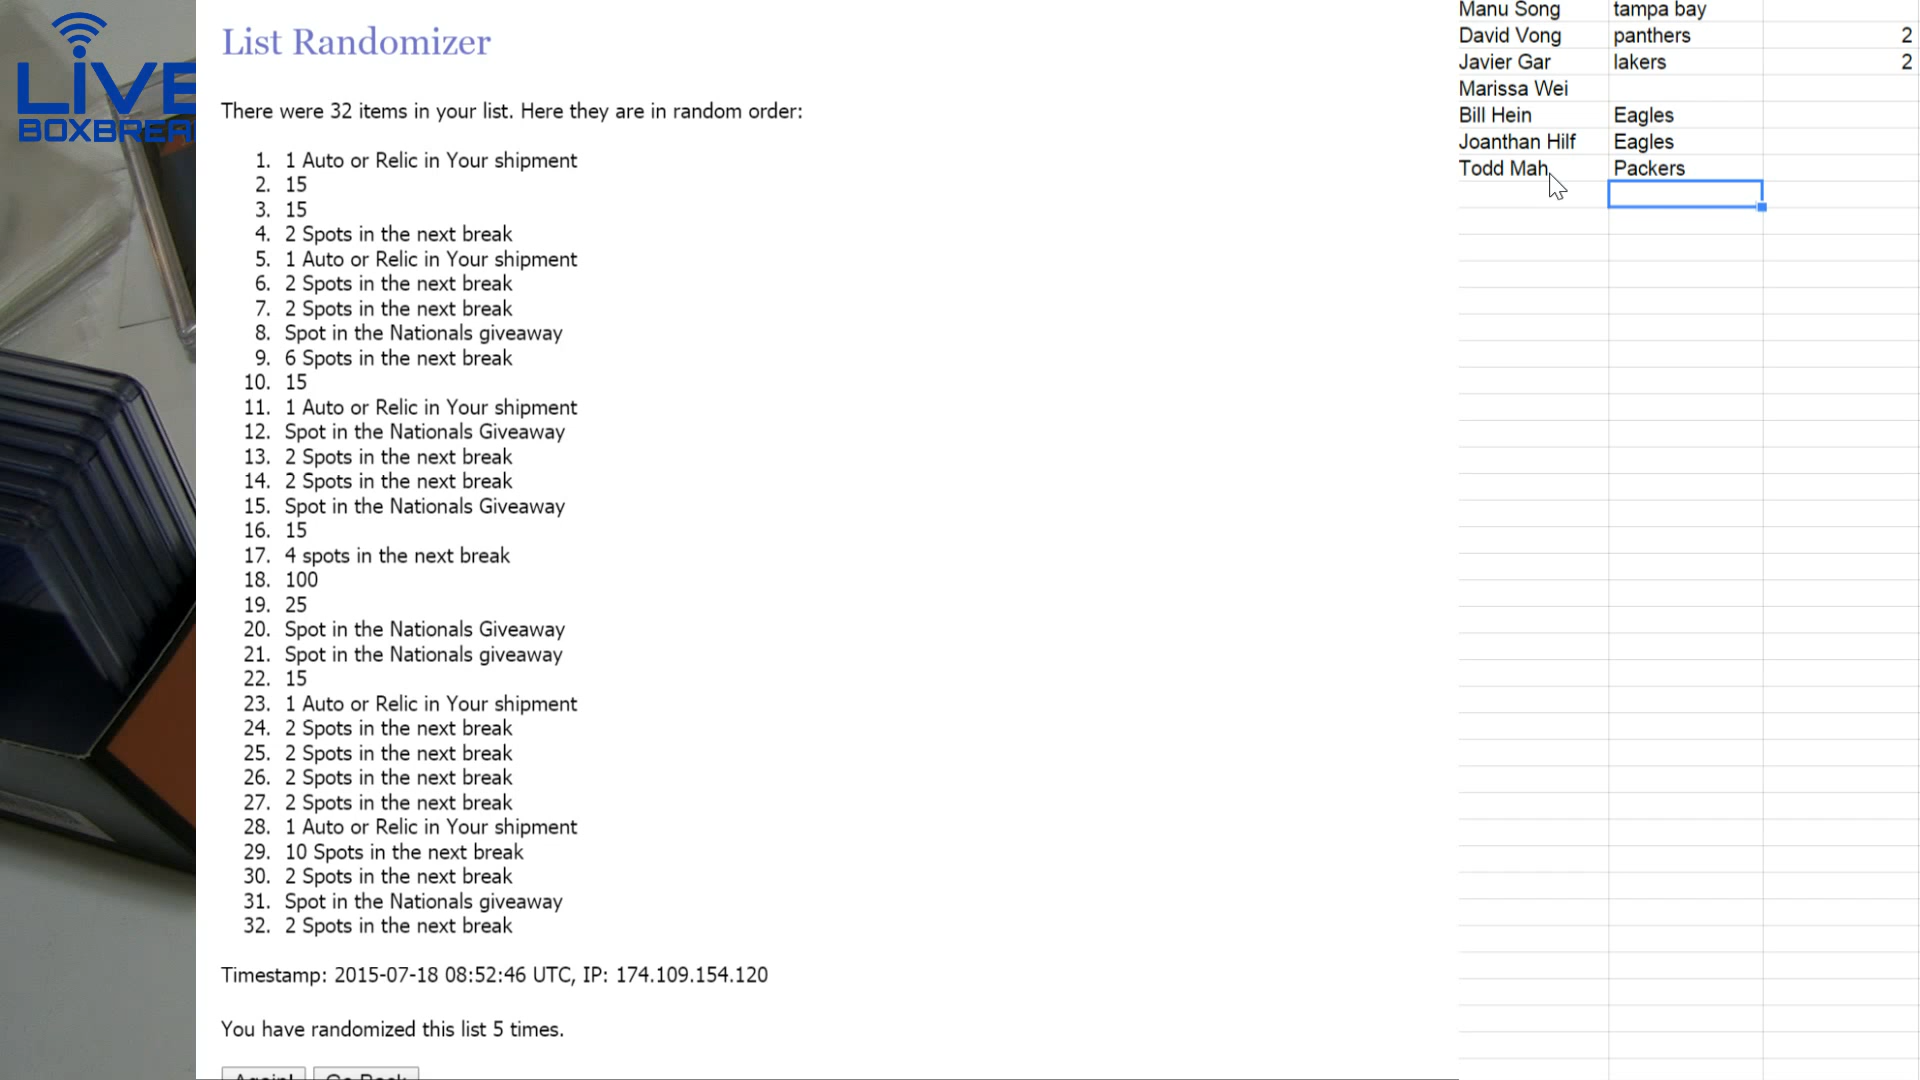 LIVE
BOXBREA
List Randomizer
There were 32 items in your list. Here they are in random order:
1. 1 Auto or Relic in Your shipment
2. 15
3. 15
4. 2 Spots in the next break
5. 1 Auto or Relic in Your shipment
6. 2 Spots in the next break
7. 2 Spots in the next break
8. Spot in the Nationals giveaway
9. 6 Spots in the next break
10. 15
11. 1 Auto or Relic in Your shipment
12. Spot in the Nationals Giveaway
13. 2 Spots in the next break
14. 2 Spots in the next break
15. Spot in the Nationals Giveaway
16. 15
17. 4 spots in the next break
18. 100
19. 25
20. Spot in the Nationals Giveaway
21. Spot in the Nationals giveaway
22. 15
23. 1 Auto or Relic in Your shipment
24. 2 Spots in the next break
25. 2 Spots in the next break
26. 2 Spots in the next break
27. 2 Spots in the next break
28. 1 Auto or Relic in Your shipment
29. 10 Spots in the next break
30. 2 Spots in the next break
31. Spot in the Nationals giveaway
32. 2 Spots in the next break
Timestamp: 2015-07-18 08:52:46 UTC, IP: 174.109.154.120
You have randomized this list 5 times.
Again! Go Back
Manu Song tampa bay
David Vong panthers 2
Javier Gar lakers 2
Marissa Wei
Bill Hein Eagles
Joanthan Hilf Eagles
Todd Mah Packers